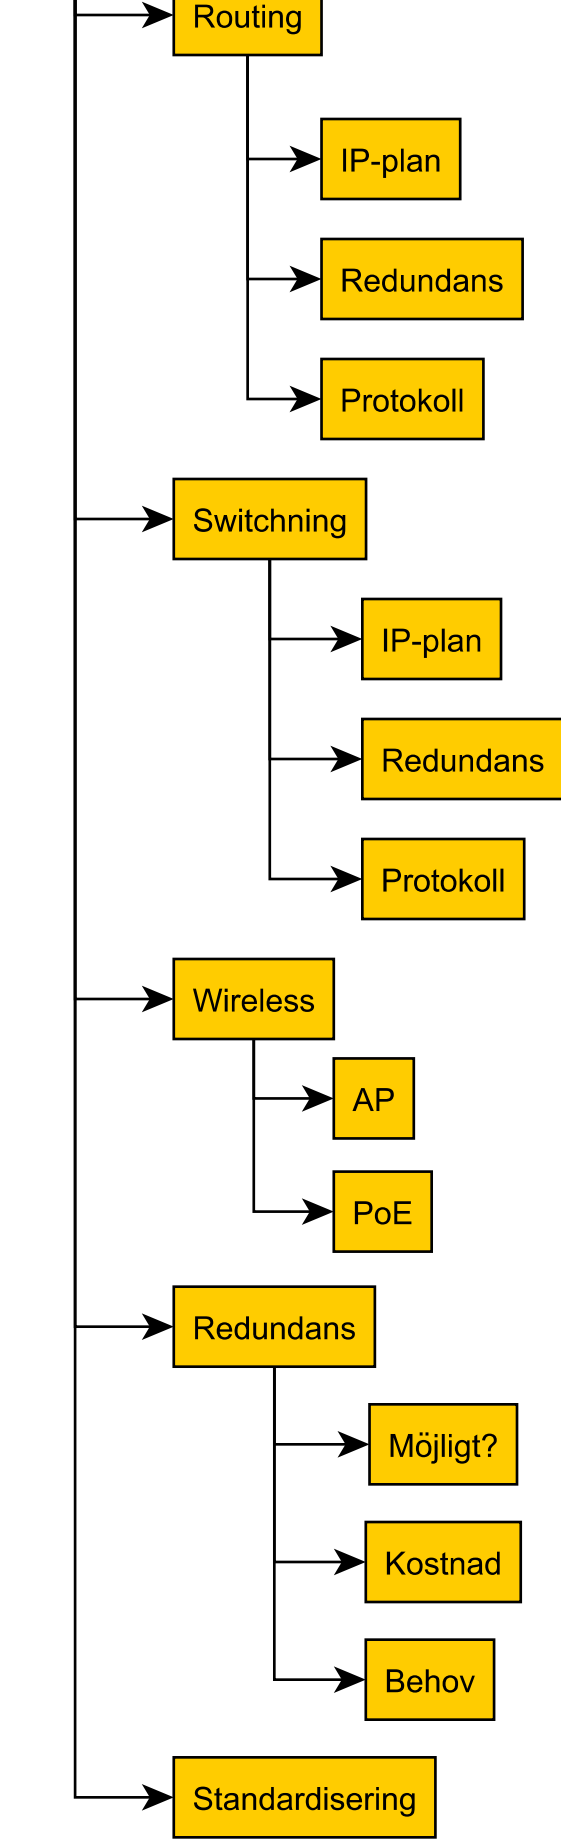 Routing
IP-plan
Redundans
Protokoll
Switchning
IP-plan
Redundans
Protokoll
Wireless
AP
PoE
Redundans
Möjligt?
Kostnad
Behov
Standardisering